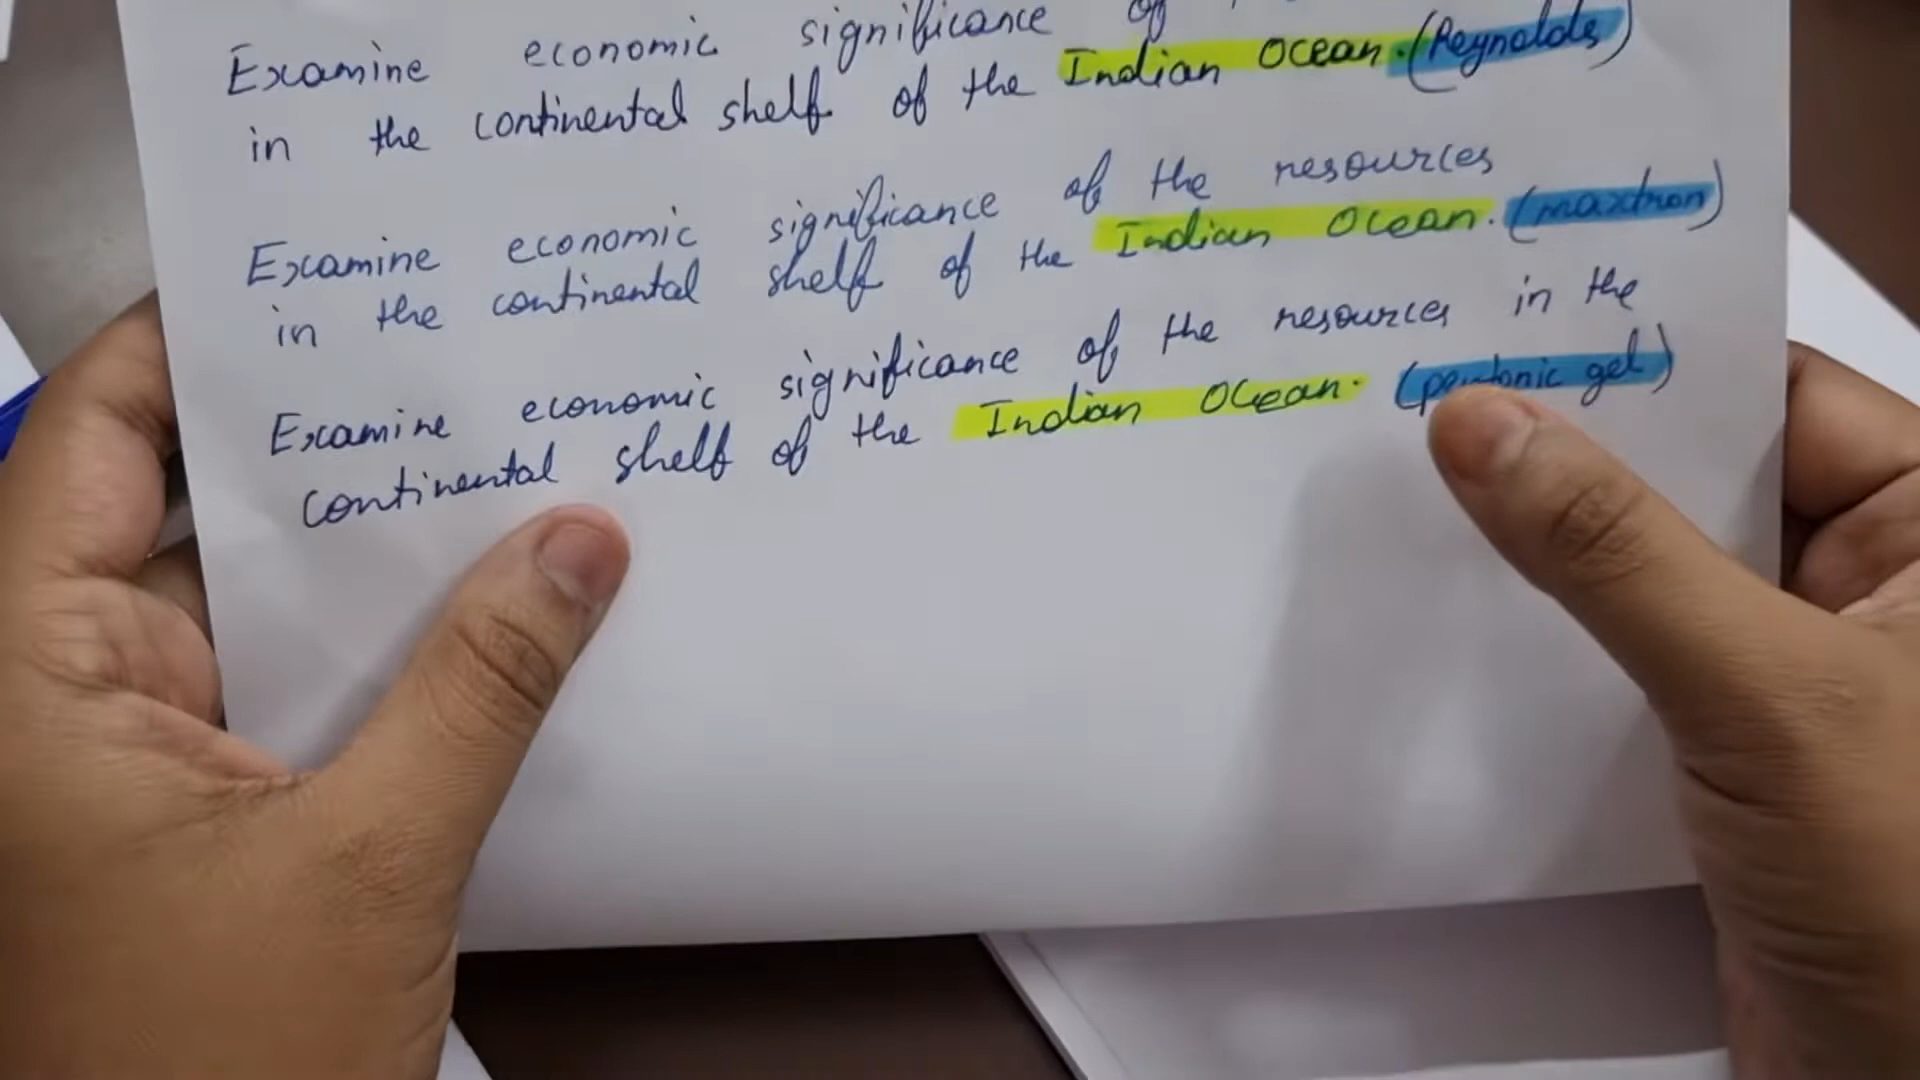 Examine economic significance of
in the continental shelf of the Indian Ocean. (Reynolds)
Examine economic significance of the resources
in the continental shelf of the Indian Ocean. (maxtron)
Examine economic significance of the resources in the
continental shelf of the Indian Ocean. (pentonic gel)